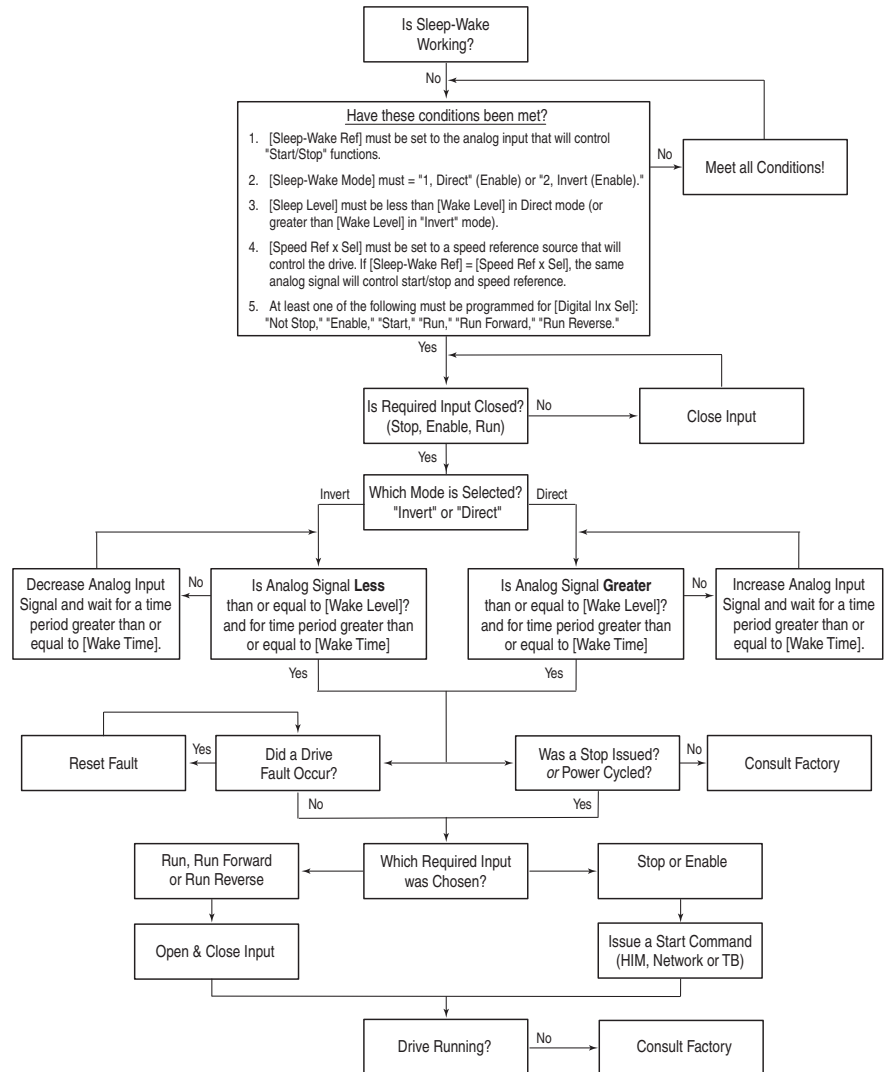 Is Sleep-Wake
Working?
No
Have these conditions been met?
1. [Sleep-Wake Ref] must be set to the analog input that will control
"Start/Stop" functions.
2. [Sleep-Wake Mode] must = "1, Direct" (Enable) or "2, Invert (Enable)."
3. [Sleep Level] must be less than [Wake Level] in Direct mode (or
greater than [Wake Level] in "Invert" mode).
4. [Speed Ref x Sel] must be set to a speed reference source that will
control the drive. If [Sleep-Wake Ref] = [Speed Ref x Sel], the same
analog signal will control start/stop and speed reference.
5. At least one of the following must be programmed for [Digital Inx Sel]:
"Not Stop," "Enable," "Start," "Run," "Run Forward," "Run Reverse."
No
Meet all Conditions!
Yes
Is Required Input Closed?
(Stop, Enable, Run)
No
Close Input
Yes
Invert
Which Mode is Selected?
"Invert" or "Direct"
Direct
Decrease Analog Input
Signal and wait for a time
period greater than or
equal to [Wake Time].
No
Is Analog Signal Less
than or equal to [Wake Level]?
and for time period greater than
or equal to [Wake Time]
Is Analog Signal Greater
than or equal to [Wake Level]?
and for time period greater than
or equal to [Wake Time]
No
Increase Analog Input
Signal and wait for a time
period greater than or
equal to [Wake Time].
Yes
Yes
Reset Fault
Yes
Did a Drive
Fault Occur?
Was a Stop Issued?
or Power Cycled?
No
Consult Factory
No
Yes
Run, Run Forward
or Run Reverse
Which Required Input
was Chosen?
Stop or Enable
Open & Close Input
Issue a Start Command
(HIM, Network or TB)
Drive Running?
No
Consult Factory